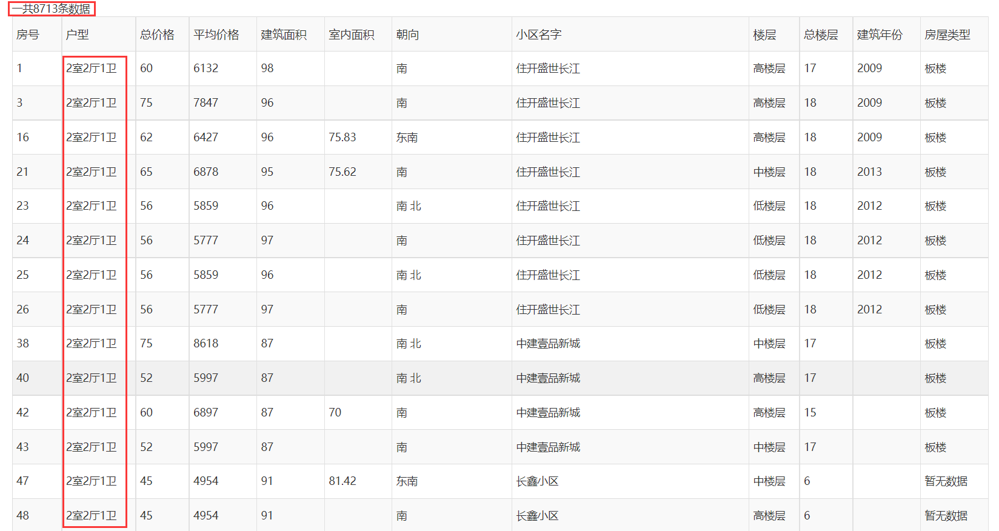 一共8713条数据
房号 户型 总价格 平均价格 建筑面积 室内面积 朝向 小区名字 楼层 总楼层 建筑年份 房屋类型
1 2室2厅1卫 60 6132 98 南 住开盛世长江 高楼层 17 2009 板楼
3 2室2厅1卫 75 7847 96 南 住开盛世长江 高楼层 18 2009 板楼
16 2室2厅1卫 62 6427 96 75.83 东南 住开盛世长江 高楼层 18 2009 板楼
21 2室2厅1卫 65 6878 95 75.62 南 住开盛世长江 中楼层 18 2013 板楼
23 2室2厅1卫 56 5859 96 南 北 住开盛世长江 低楼层 18 2012 板楼
24 2室2厅1卫 56 5777 97 南 住开盛世长江 低楼层 18 2012 板楼
25 2室2厅1卫 56 5859 96 南 北 住开盛世长江 低楼层 18 2012 板楼
26 2室2厅1卫 56 5777 97 南 住开盛世长江 低楼层 18 2012 板楼
38 2室2厅1卫 75 8618 87 南 北 中建壹品新城 中楼层 17 板楼
40 2室2厅1卫 52 5997 87 南 北 中建壹品新城 高楼层 17 板楼
42 2室2厅1卫 60 6897 87 70 南 中建壹品新城 高楼层 15 板楼
43 2室2厅1卫 52 5997 87 南 中建壹品新城 中楼层 17 板楼
47 2室2厅1卫 45 4954 91 81.42 东南 长鑫小区 中楼层 6 暂无数据
48 2室2厅1卫 45 4954 91 南 长鑫小区 高楼层 6 暂无数据